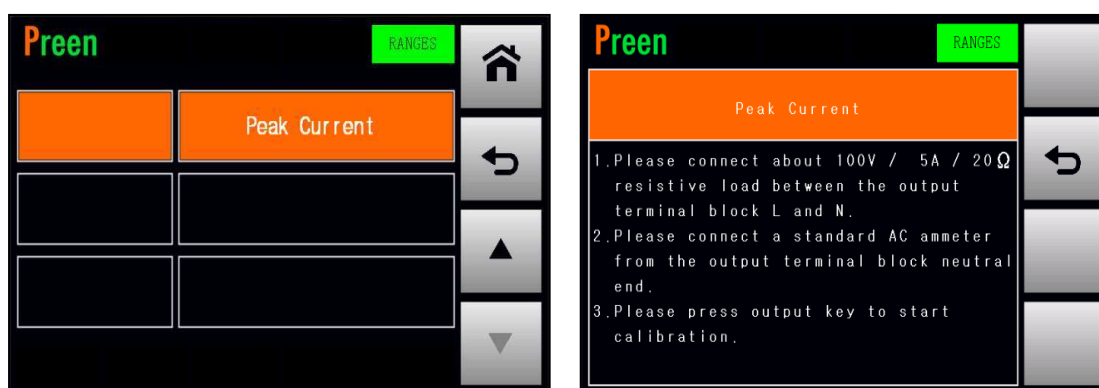 Preen
RANGES
Peak Current
Preen
RANGES
Peak Current
1.Please connect about 100V / 5A / 20Ω
resistive load between the output
terminal block L and N.
2.Please connect a standard AC ammeter
from the output terminal block neutral
end.
3.Please press output key to start
calibration.